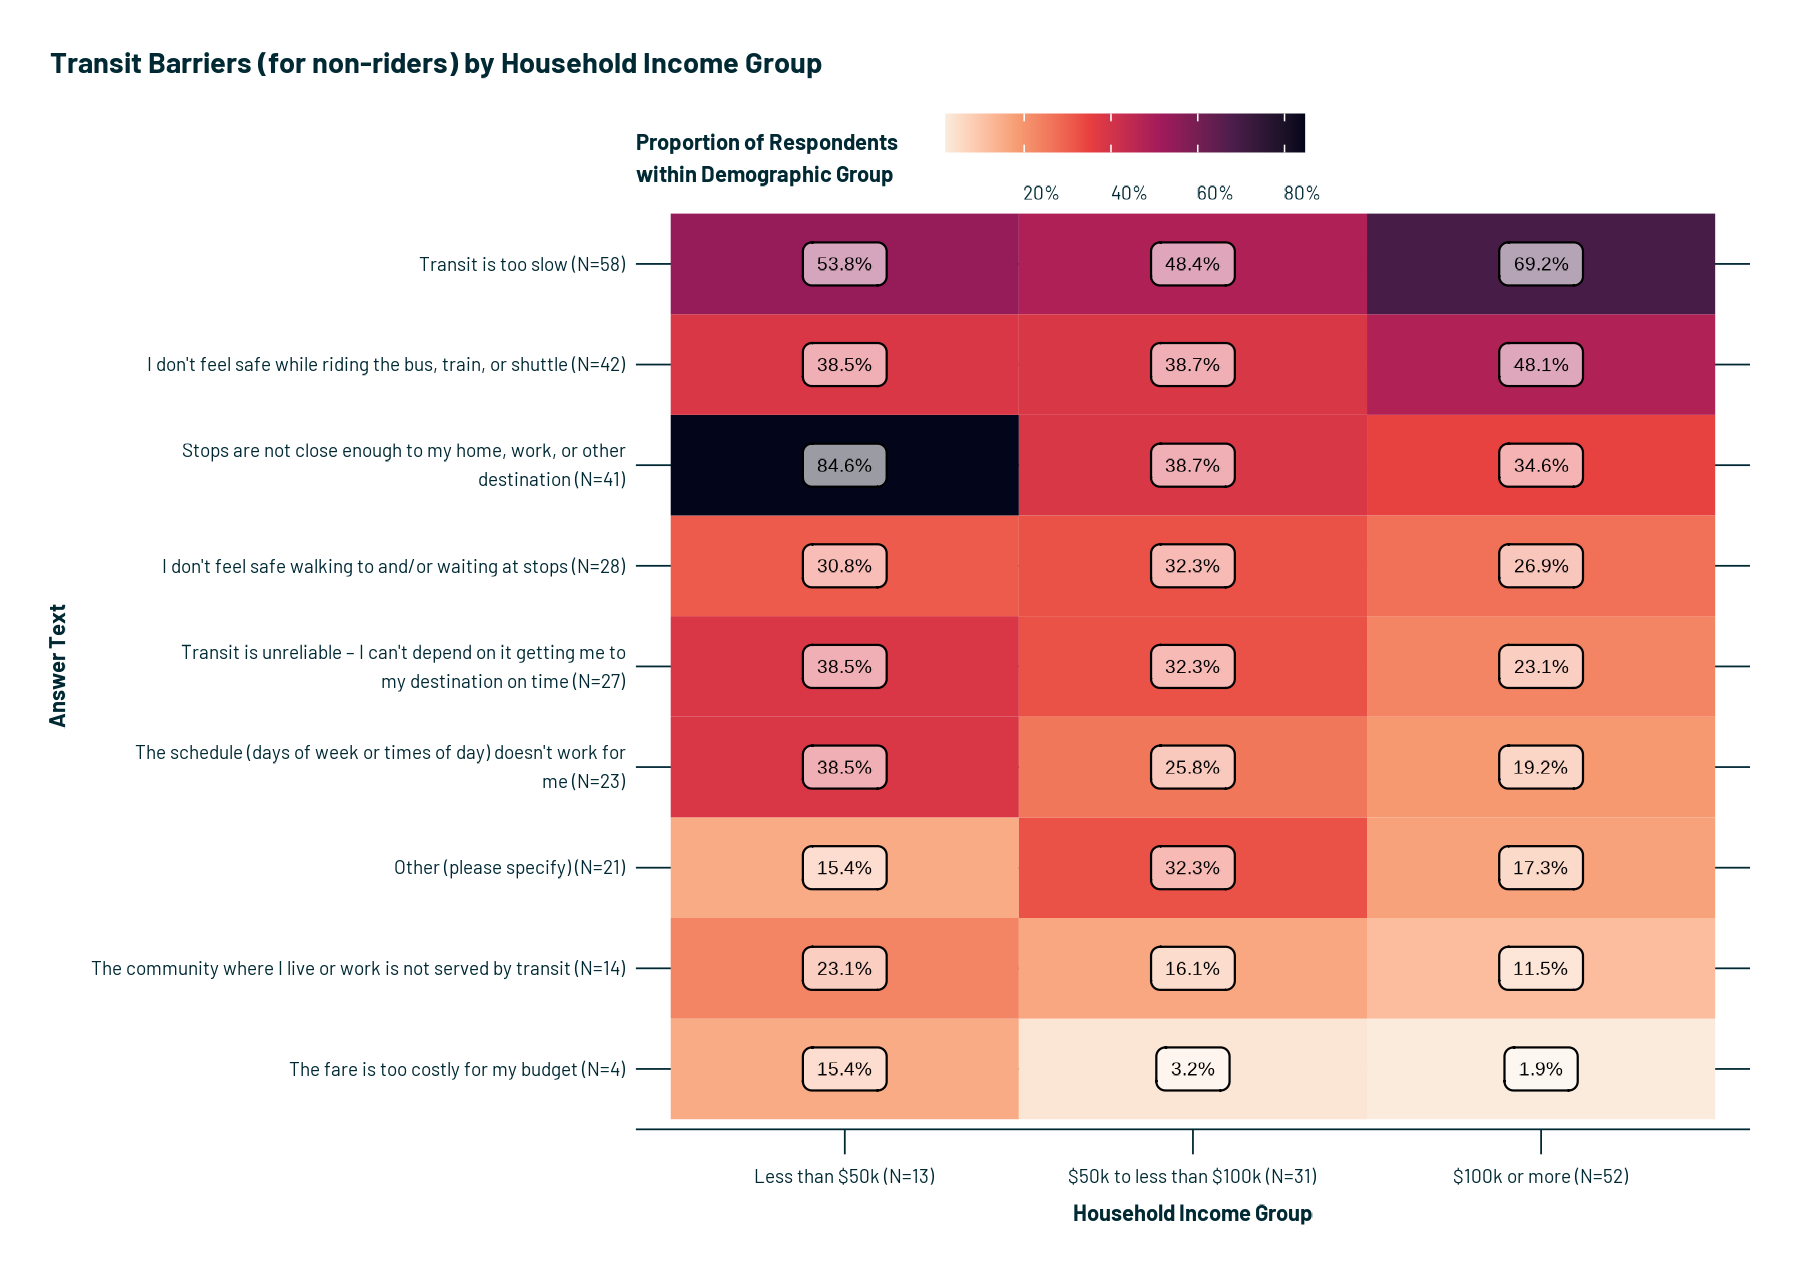 Transit Barriers (for non-riders) by Household Income Group
Proportion of Respondents
within Demographic Group
20% 40% 60% 80%
Transit is too slow (N=58) 53.8% 48.4% 69.2%
I don't feel safe while riding the bus, train, or shuttle (N=42) 38.5% 38.7% 48.1%
Stops are not close enough to my home, work, or other
destination (N=41) 84.6% 38.7% 34.6%
I don't feel safe walking to and/or waiting at stops (N=28) 30.8% 32.3% 26.9%
Transit is unreliable – I can't depend on it getting me to
my destination on time (N=27) 38.5% 32.3% 23.1%
The schedule (days of week or times of day) doesn't work for
me (N=23) 38.5% 25.8% 19.2%
Other (please specify) (N=21) 15.4% 32.3% 17.3%
The community where I live or work is not served by transit (N=14) 23.1% 16.1% 11.5%
The fare is too costly for my budget (N=4) 15.4% 3.2% 1.9%
Answer Text
Less than $50k (N=13) $50k to less than $100k (N=31) $100k or more (N=52)
Household Income Group